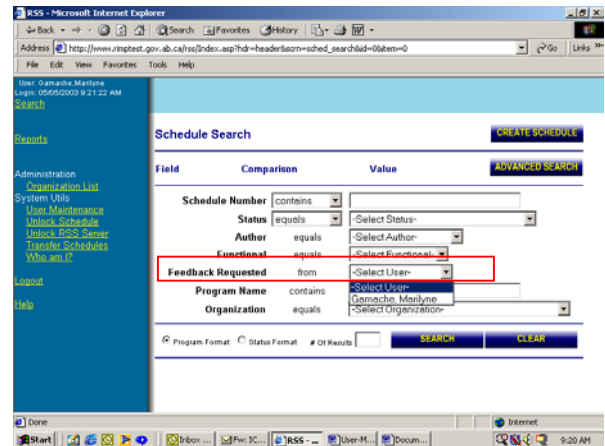 RSS - Microsoft Internet Explorer
Back Search Favorites History
Address http://www.rimptest.gov.ab.ca/rss/Index.asp?hdr=header&scrn=sched_search&id=0&item=0 Go Links »
File Edit View Favorites Tools Help
User: Gamache,Marilyne
Login: 05/05/2003 9:21:22 AM
Search
Reports
Administration
Organization List
System Utils
User Maintenance
Unlock Schedule
Unlock RSS Server
Transfer Schedules
Who am I?
Logout
Help
Schedule Search CREATE SCHEDULE
Field Comparison Value ADVANCED SEARCH
Schedule Number contains
Status equals -Select Status-
Author equals -Select Author-
Functional equals -Select Functional-
Feedback Requested from -Select User-
-Select User-
Gamache, Marilyne
Program Name contains
Organization equals -Select Organization-
Program Format Status Format # Of Results SEARCH CLEAR
Done Internet
Start Inbox ... Fw: IC... RSS - ... User-M... Docum... 9:20 AM